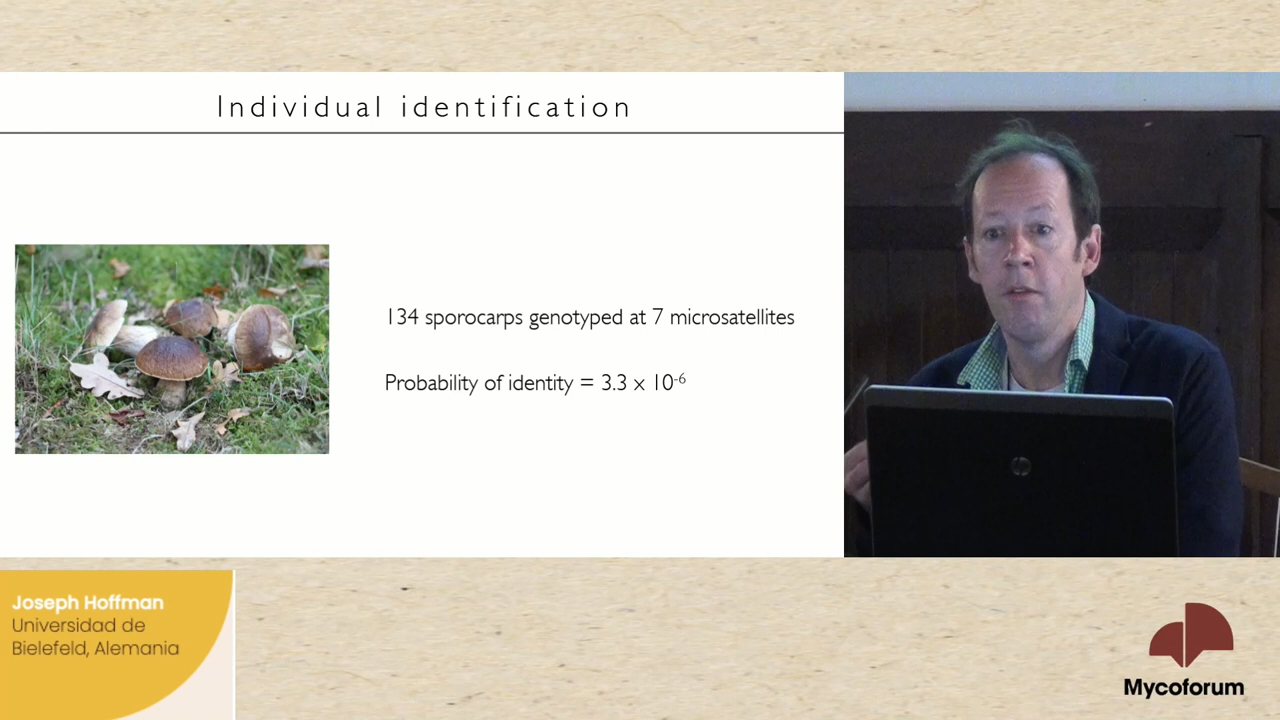 Individual identification
134 sporocarps genotyped at 7 microsatellites
Probability of identity = 3.3 x 10⁻⁶
Joseph Hoffman
Universidad de
Bielefeld, Alemania
hp
Mycoforum